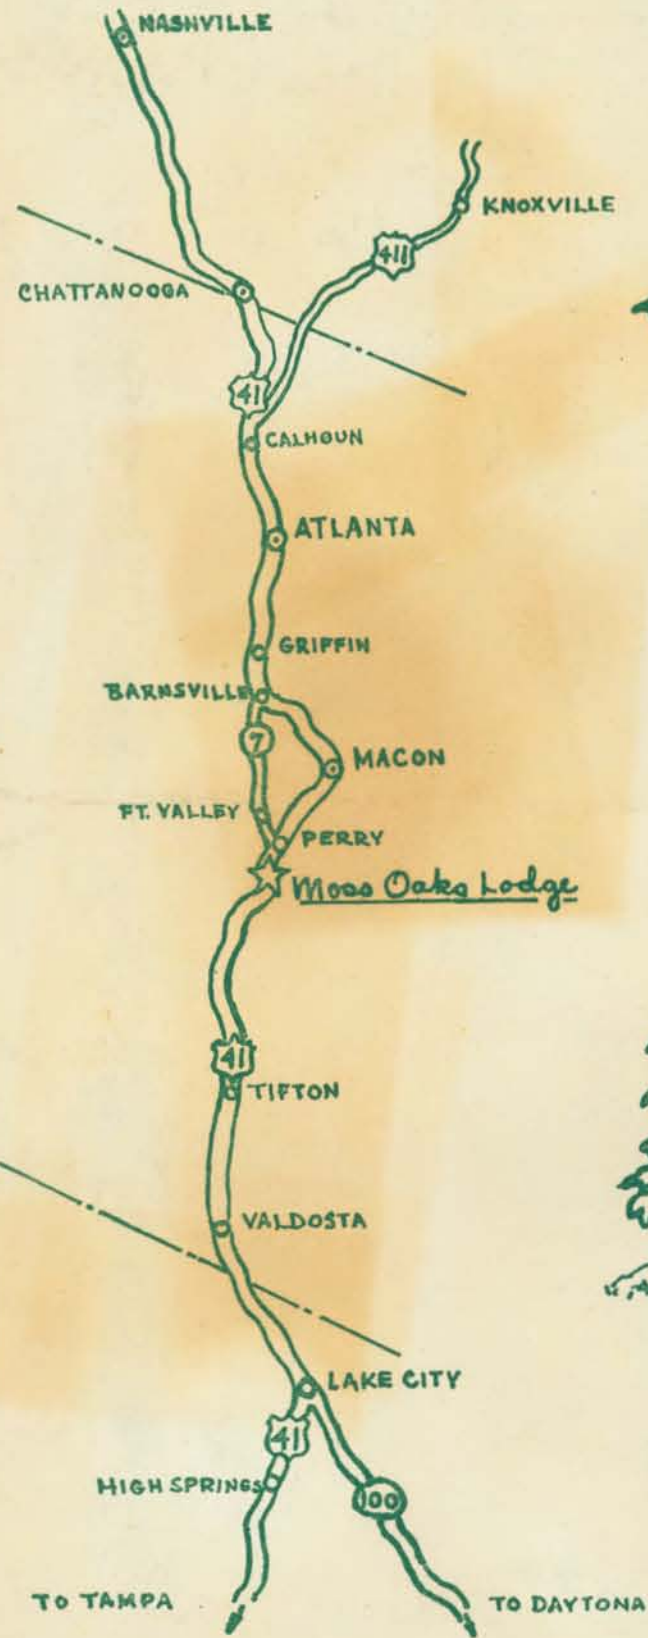 NASHVILLE
KNOXVILLE
411
CHATTANOOGA
41
CALHOUN
ATLANTA
GRIFFIN
BARNSVILLE
7
MACON
FT. VALLEY
PERRY
Moss Oaks Lodge
41
TIFTON
VALDOSTA
LAKE CITY
41
HIGH SPRINGS
100
TO TAMPA
TO DAYTONA